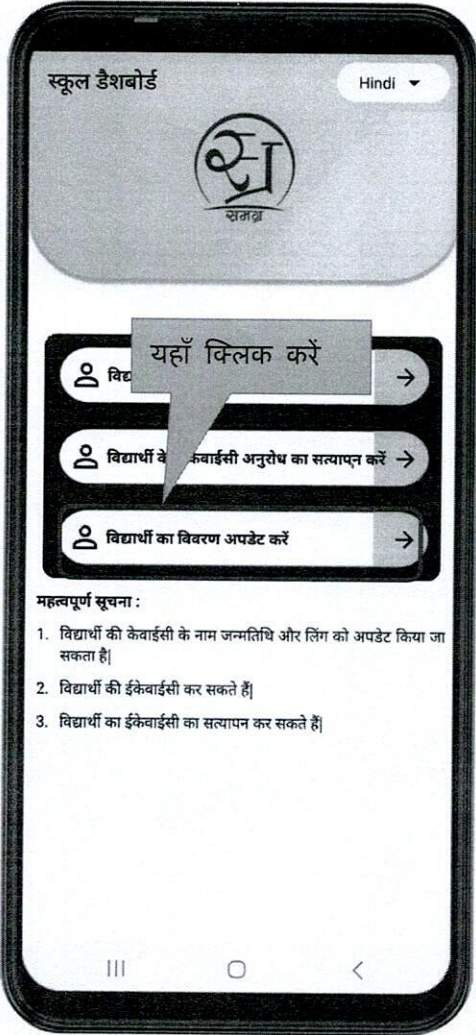 स्कूल डैशबोर्ड
Hindi
समग्र
यहाँ क्लिक करें
विद्यार्थी के केवाईसी अनुरोध का सत्यापन करें
विद्यार्थी का विवरण अपडेट करें
महत्वपूर्ण सूचना :
1. विद्यार्थी की केवाईसी के नाम जन्मतिथि और लिंग को अपडेट किया जा
सकता है|
2. विद्यार्थी की ईकेवाईसी कर सकते हैं|
3. विद्यार्थी का ईकेवाईसी का सत्यापन कर सकते हैं|